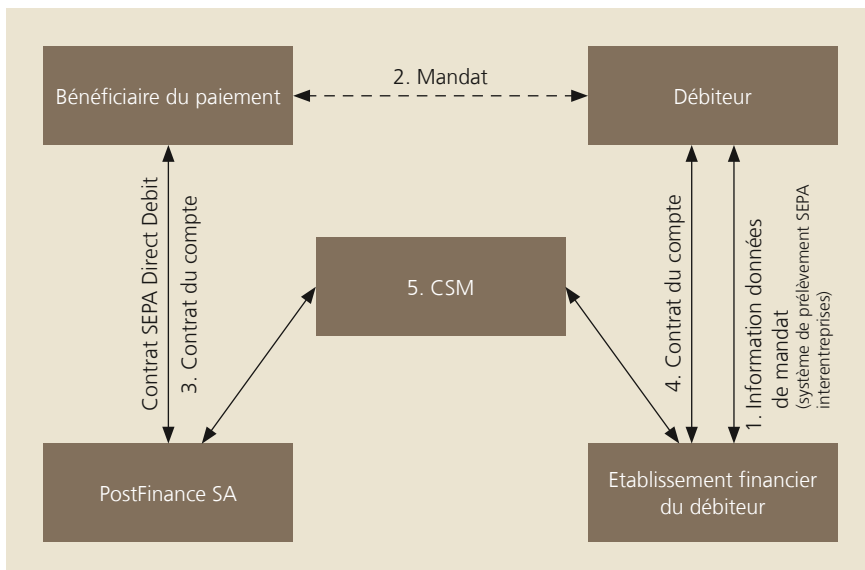 Bénéficiaire du paiement
2. Mandat
Débiteur
Contrat SEPA Direct Debit
3. Contrat du compte
5. CSM
4. Contrat du compte
1. Information données
de mandat
(système de prélèvement SEPA
interentreprises)
PostFinance SA
Etablissement financier
du débiteur